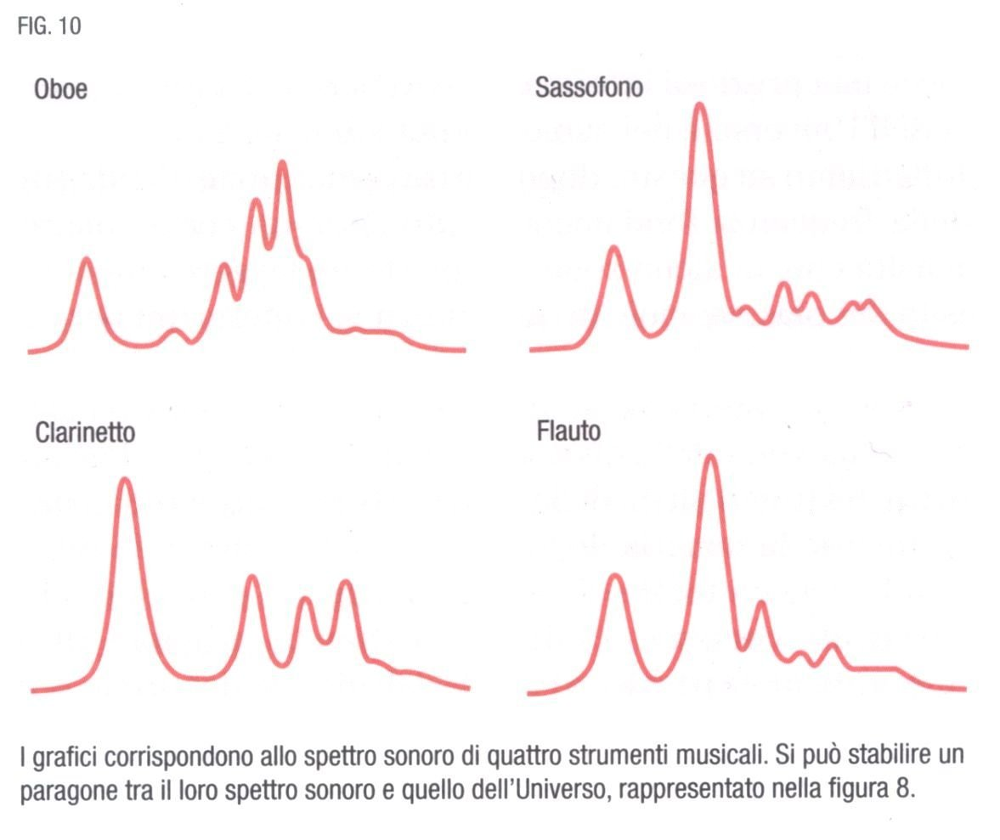 FIG. 10
Oboe
Sassofono
Clarinetto
Flauto
I grafici corrispondono allo spettro sonoro di quattro strumenti musicali. Si può stabilire un
paragone tra il loro spettro sonoro e quello dell'Universo, rappresentato nella figura 8.